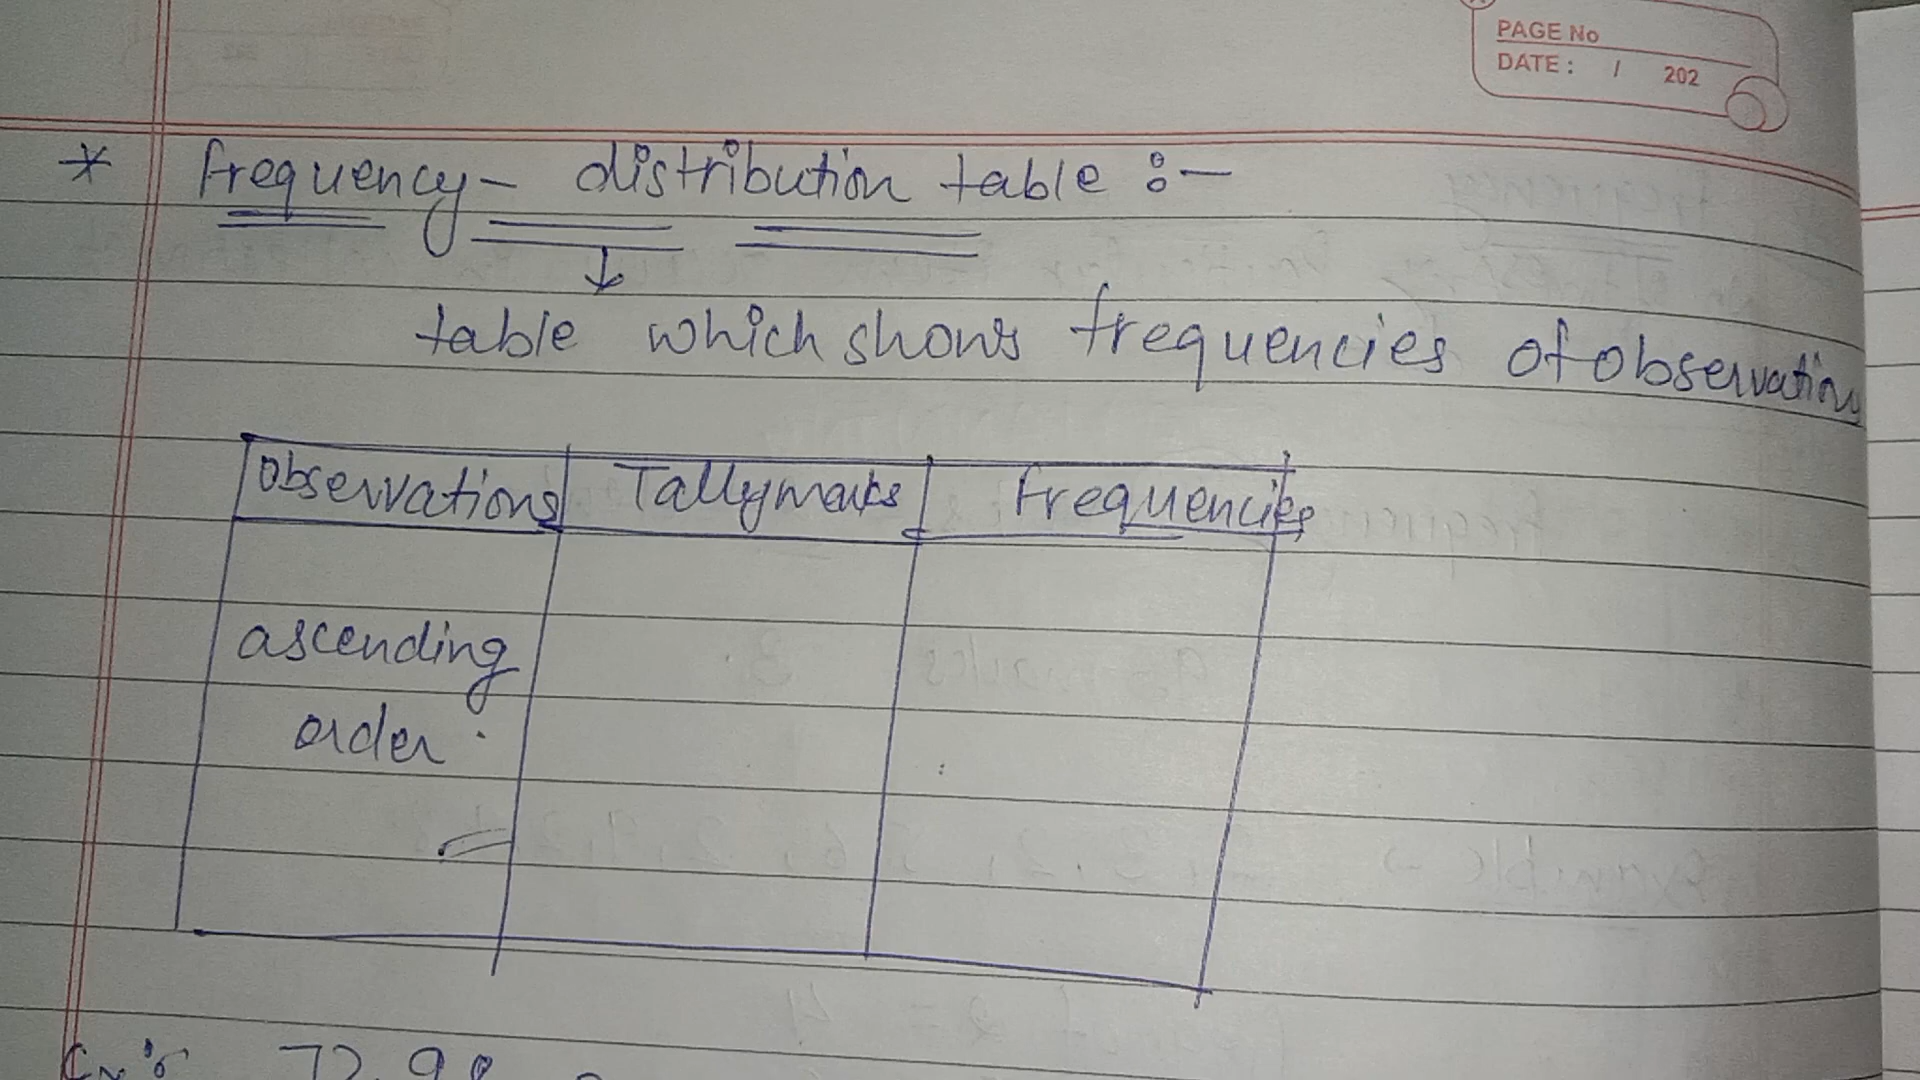 PAGE No
DATE : / 202
* frequency - distribution table :-
↓
table which shows frequencies of observations
Observations Tallymarks Frequencies
ascending
order.